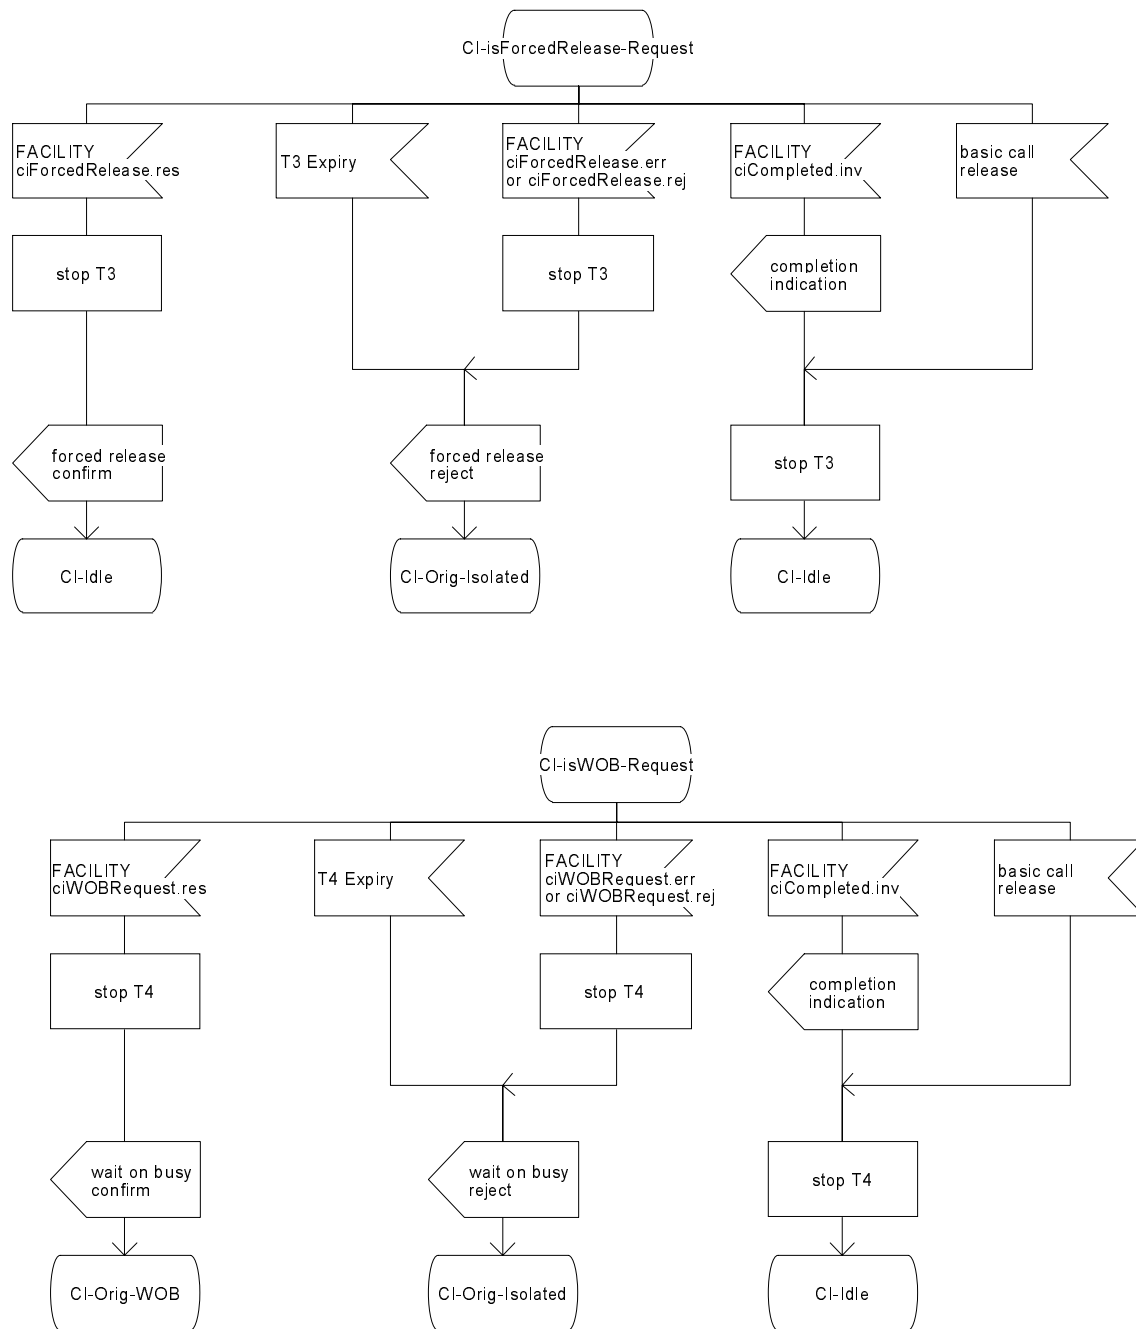 CI-isForcedRelease-Request
FACILITY
ciForcedRelease.res
T3 Expiry
FACILITY
ciForcedRelease.err
or ciForcedRelease.rej
FACILITY
ciCompleted.inv
basic call
release
stop T3
stop T3
completion
indication
forced release
confirm
forced release
reject
stop T3
CI-Idle
CI-Orig-Isolated
CI-Idle
CI-isWOB-Request
FACILITY
ciWOBRequest.res
T4 Expiry
FACILITY
ciWOBRequest.err
or ciWOBRequest.rej
FACILITY
ciCompleted.inv
basic call
release
stop T4
stop T4
completion
indication
wait on busy
confirm
wait on busy
reject
stop T4
CI-Orig-WOB
CI-Orig-Isolated
CI-Idle